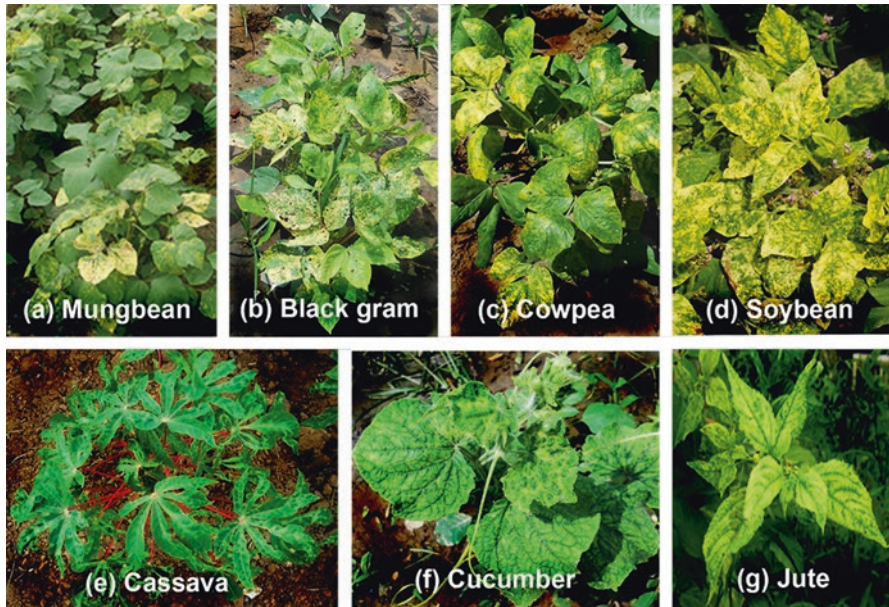 (a) Mungbean
(b) Black gram
(c) Cowpea
(d) Soybean
(e) Cassava
(f) Cucumber
(g) Jute